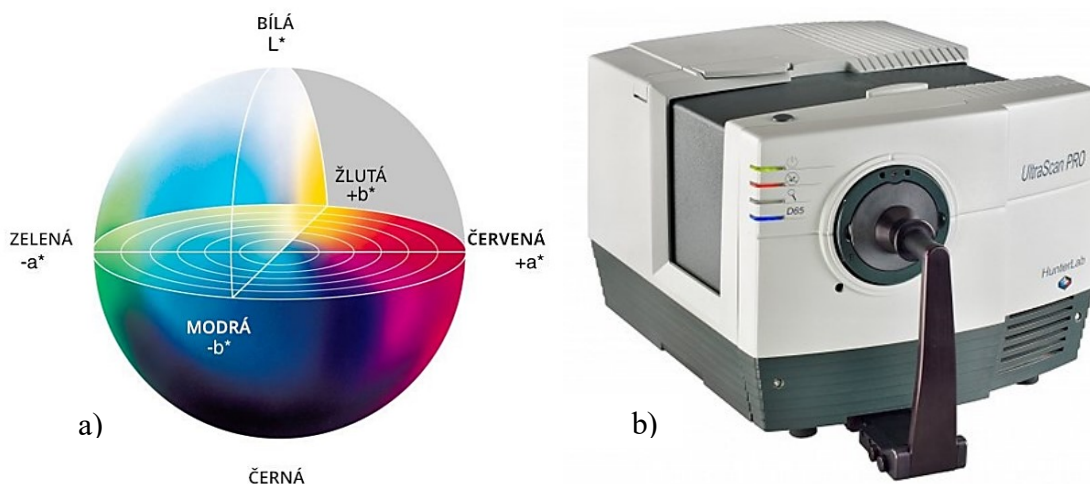 BÍLÁ
L*
ŽLUTÁ
+b*
ZELENÁ
-a*
ČERVENÁ
+a*
MODRÁ
-b*
a)
ČERNÁ
UltraScan PRO
D65
HunterLab
b)